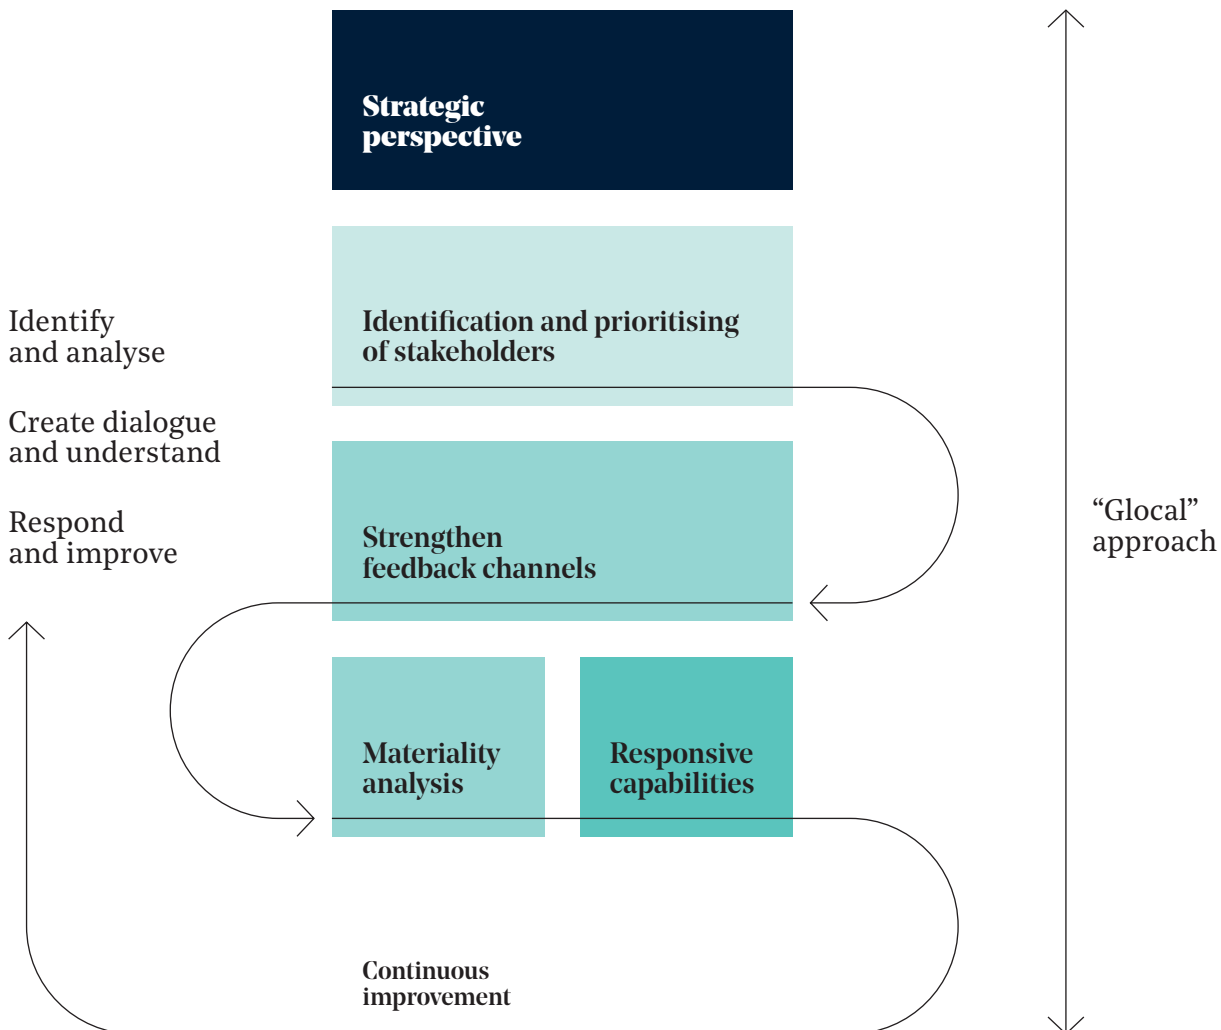 Strategic
perspective
Identify
and analyse
Create dialogue
and understand
Respond
and improve
Identification and prioritising
of stakeholders
Strengthen
feedback channels
“Glocal”
approach
Materiality
analysis
Responsive
capabilities
Continuous
improvement